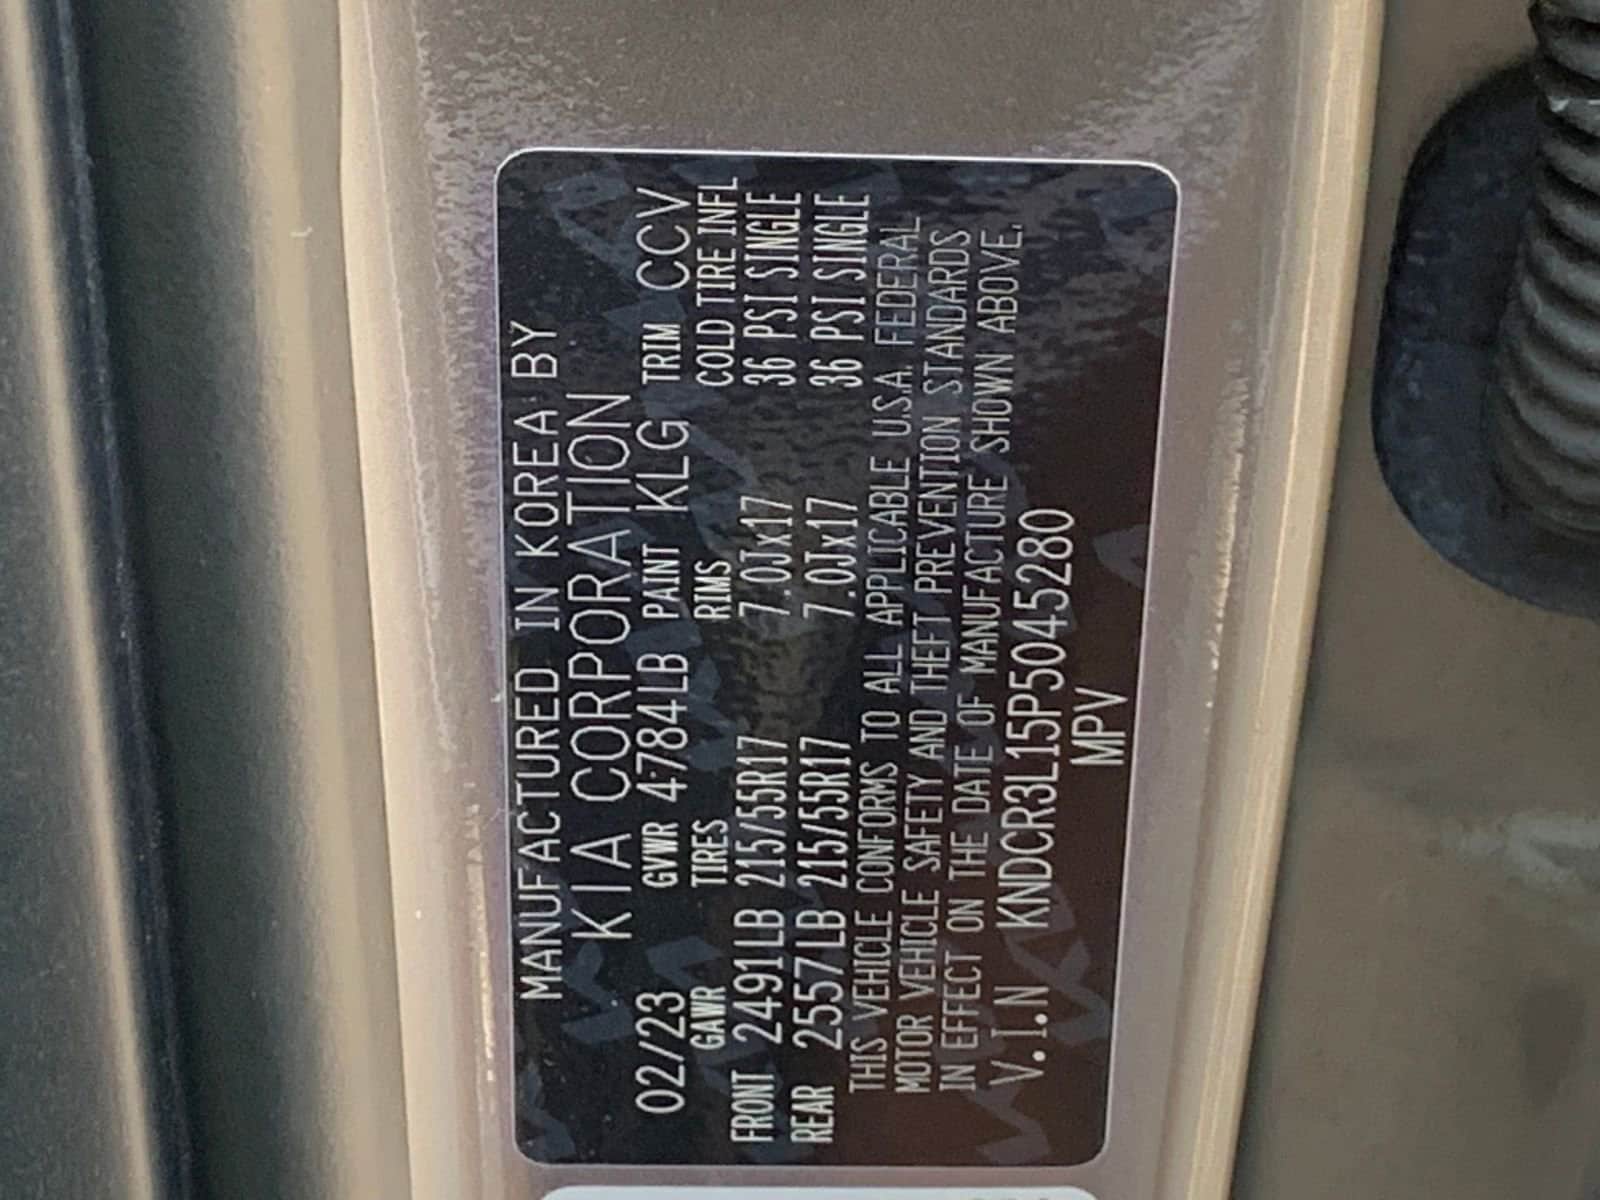 MANUFACTURED IN KOREA BY
KIA CORPORATION
02/23 GVWR 4784LB PAINT KLG TRIM CCV
GAWR TIRES RIMS COLD TIRE INFL
FRONT 2491LB 215/55R17 7.0Jx17 36 PSI SINGLE
REAR 2557LB 215/55R17 7.0Jx17 36 PSI SINGLE
THIS VEHICLE CONFORMS TO ALL APPLICABLE U.S.A. FEDERAL
MOTOR VEHICLE SAFETY AND THEFT PREVENTION STANDARDS
IN EFFECT ON THE DATE OF MANUFACTURE SHOWN ABOVE.
V.I.N KNDCR3L15P5045280
MPV